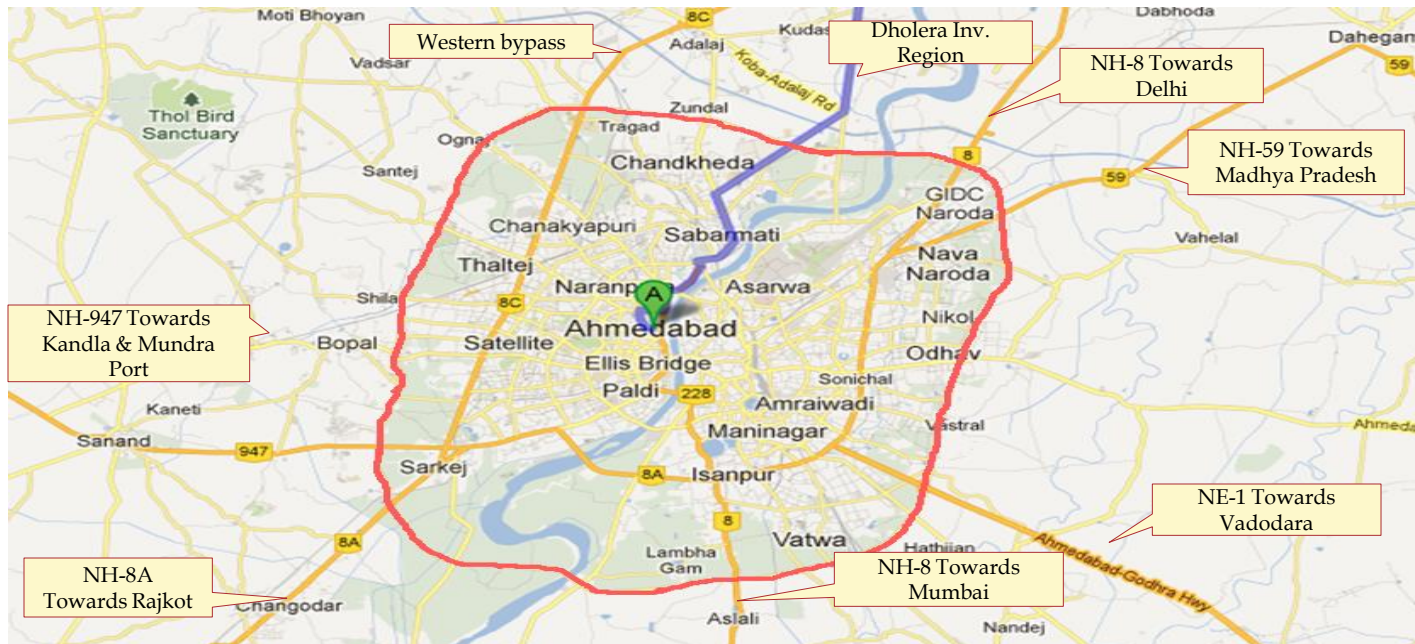 Moti Bhoyan
8C
Adalaj
Kudas
Dabhoda
Dahegam
Western bypass
Dholera Inv.
Region
NH-8 Towards
Delhi
59
Vadsar
Koba-Adalaj Rd
Thol Bird
Sanctuary
Ognaj
Zundal
Tragad
Chandkheda
8
59
NH-59 Towards
Madhya Pradesh
Santej
GIDC
Naroda
Chanakyapuri
Sabarmati
Vahelal
Thaltej
Nava
Naroda
Shila
8C
Naranp
A
Asarwa
NH-947 Towards
Kandla & Mundra
Port
Bopal
Satellite
Ahmedabad
Nikol
Ellis Bridge
Odhav
Paldi
228
Sonichal
Kaneti
Amraiwadi
Sanand
947
Maninagar
Vastral
Ahmed
Sarkej
8A
Isanpur
NE-1 Towards
Vadodara
8
8A
Vatwa
Hathijan
Ahmedabad-Godhra Hwy
Lambha
Gam
NH-8A
Towards Rajkot
NH-8 Towards
Mumbai
Changodar
Aslali
Nandej